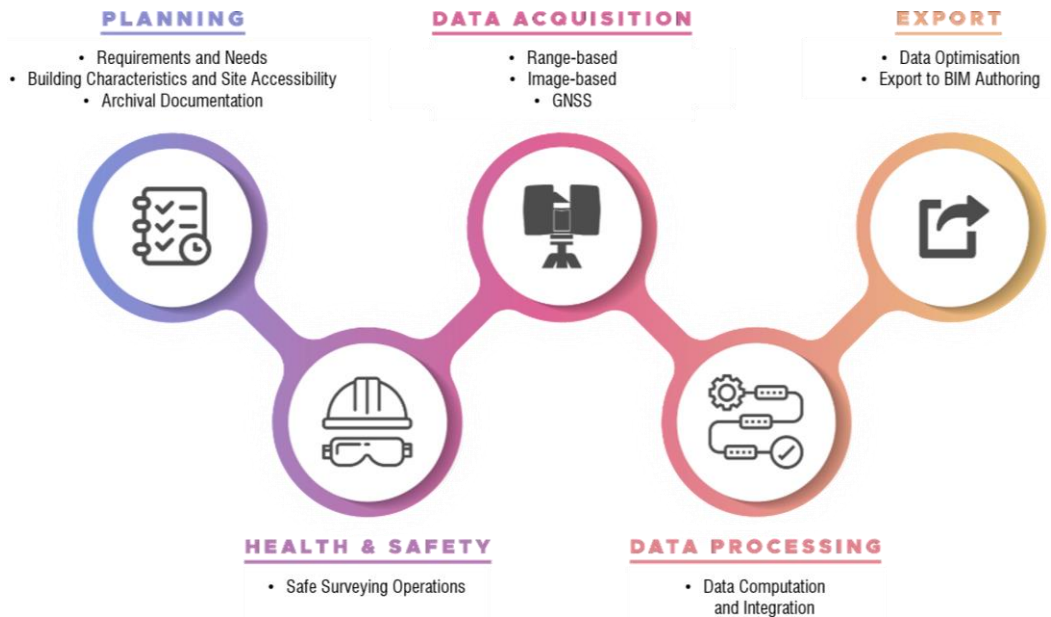 PLANNING
• Requirements and Needs
• Building Characteristics and Site Accessibility
• Archival Documentation
DATA ACQUISITION
• Range-based
• Image-based
• GNSS
EXPORT
• Data Optimisation
• Export to BIM Authoring
HEALTH & SAFETY
• Safe Surveying Operations
DATA PROCESSING
• Data Computation
and Integration